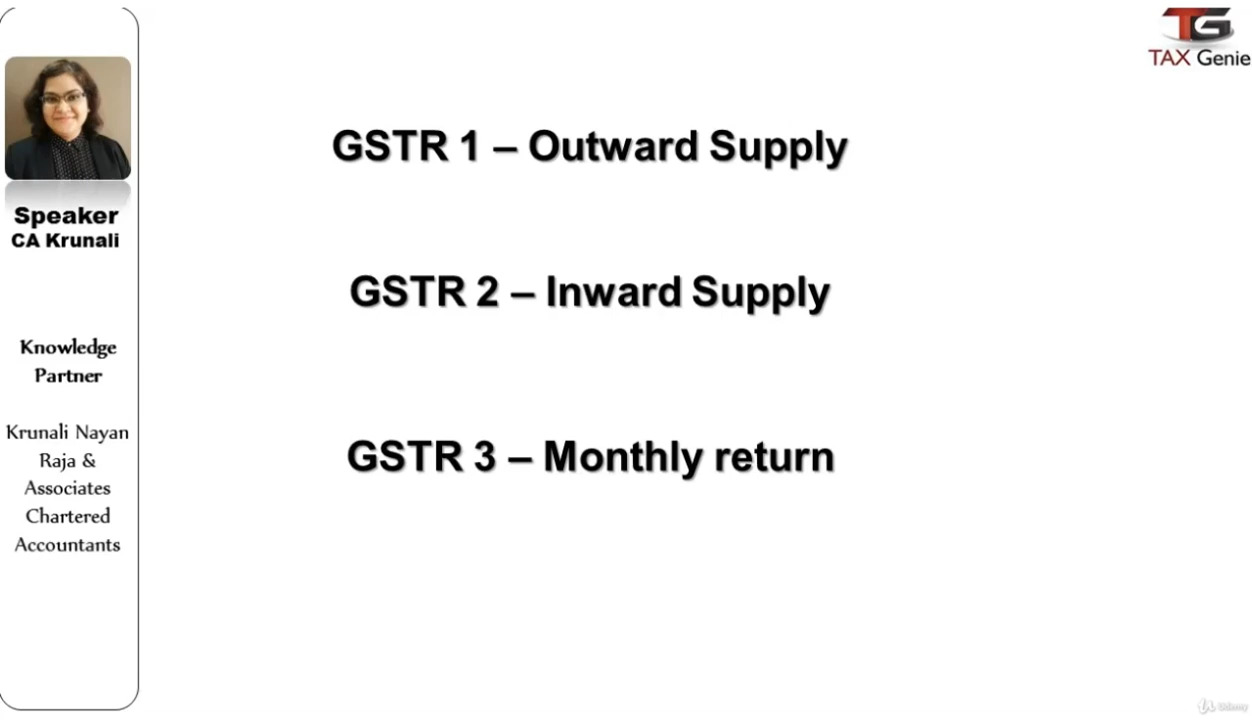 TG
TAX Genie
GSTR 1 – Outward Supply
GSTR 2 – Inward Supply
GSTR 3 – Monthly return
Speaker
CA Krunali
Knowledge
Partner
Krunali Nayan
Raja &
Associates
Chartered
Accountants
Udemy